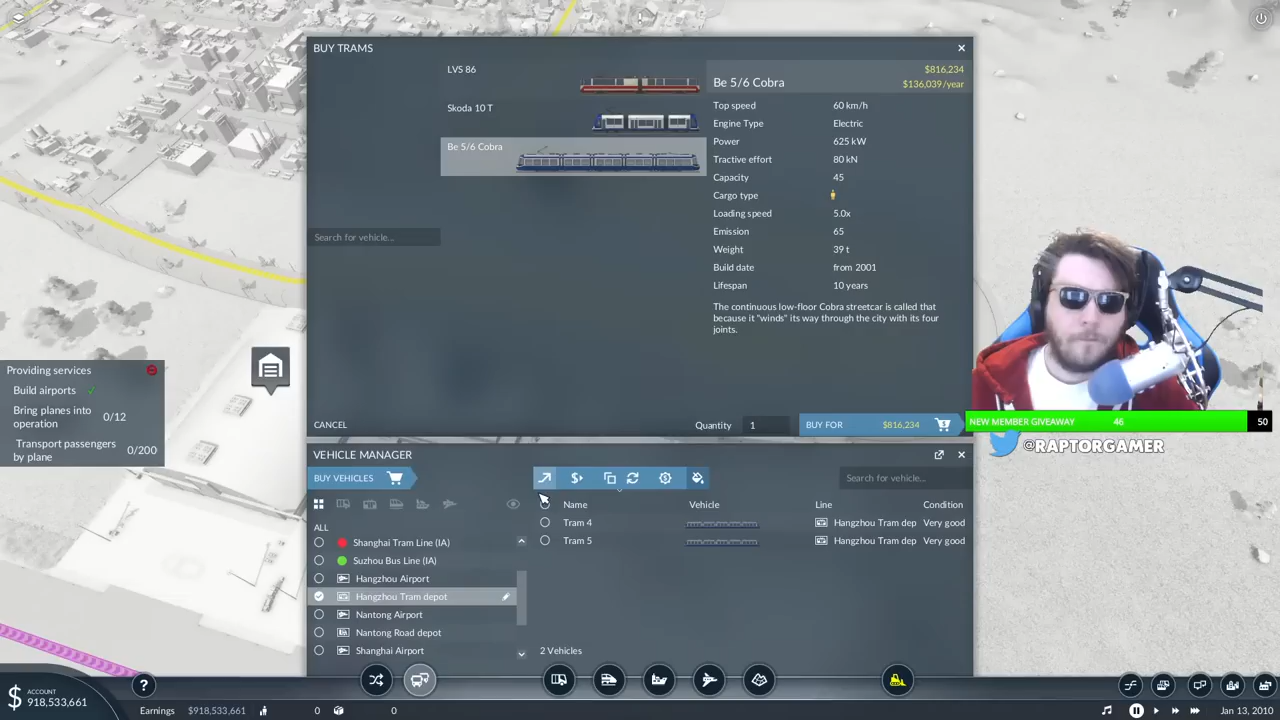 BUY TRAMS
LVS 86
Skoda 10 T
Be 5/6 Cobra
Search for vehicle...
Be 5/6 Cobra
$816,234
$136,039/year
Top speed 60 km/h
Engine Type Electric
Power 625 kW
Tractive effort 80 kN
Capacity 45
Cargo type
Loading speed 5.0x
Emission 65
Weight 39 t
Build date from 2001
Lifespan 10 years
The continuous low-floor Cobra streetcar is called that
because it "winds" its way through the city with its four
joints.
CANCEL
Quantity 1
BUY FOR $816,234
Providing services
Build airports
Bring planes into
operation 0/12
Transport passengers
by plane 0/200
NEW MEMBER GIVEAWAY 46 50
@RAPTORGAMER
VEHICLE MANAGER
BUY VEHICLES
Search for vehicle...
ALL
Shanghai Tram Line (IA)
Suzhou Bus Line (IA)
Hangzhou Airport
Hangzhou Tram depot
Nantong Airport
Nantong Road depot
Shanghai Airport
Name Vehicle Line Condition
Tram 4 Hangzhou Tram dep Very good
Tram 5 Hangzhou Tram dep Very good
2 Vehicles
$ ACCOUNT
918,533,661
?
Earnings $918,533,661 0 0
Jan 13, 2010